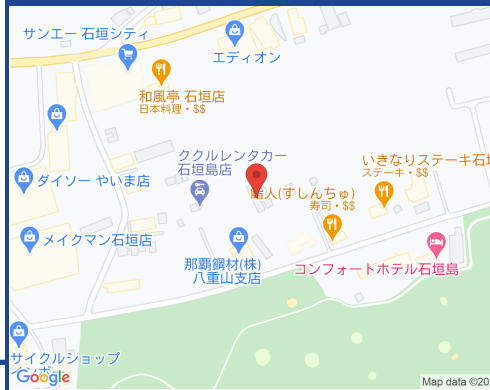 サンエー 石垣シティ
エディオン
和風亭 石垣店
日本料理・$$
ククルレンタカー
石垣島店
いきなりステーキ石垣
ステーキ・$$
ダイソー やいま店
鮨人(すしんちゅ)
寿司・$$
メイクマン石垣店
那覇鋼材(株)
八重山支店
コンフォートホテル石垣島
サイクルショップ
Google
Map data ©20